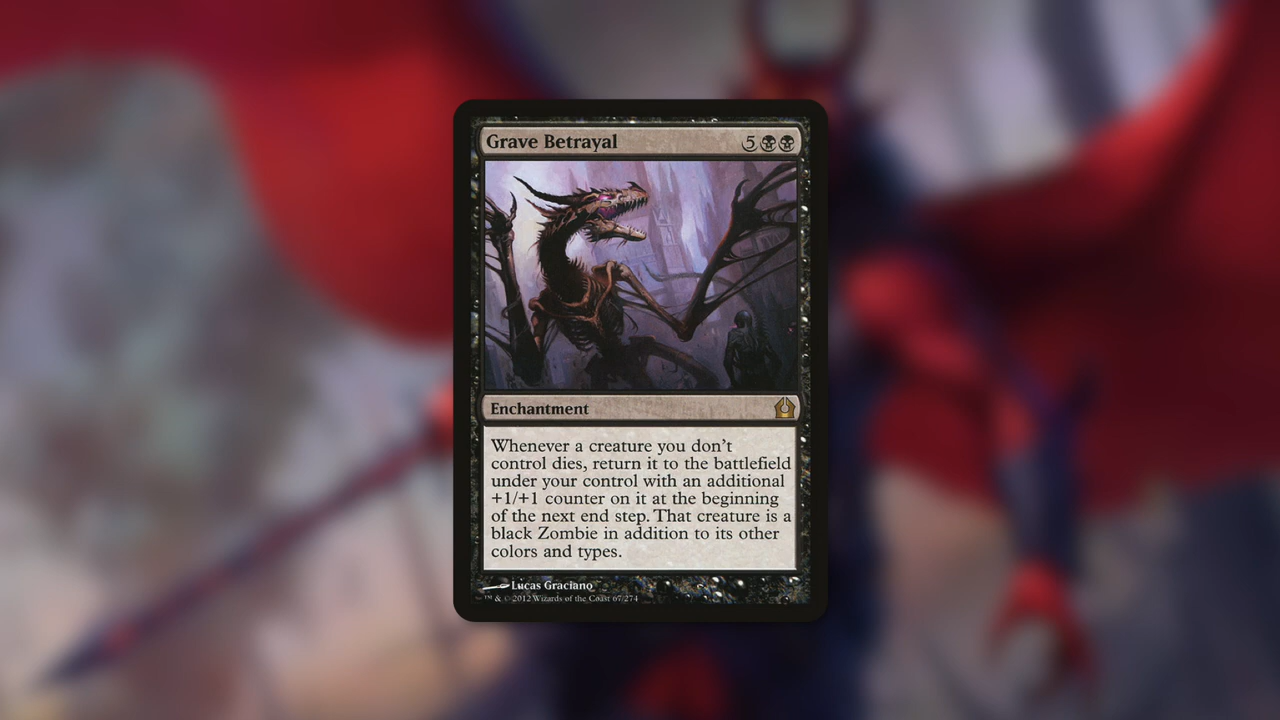 Grave Betrayal 5
Enchantment
Whenever a creature you don't
control dies, return it to the battlefield
under your control with an additional
+1/+1 counter on it at the beginning
of the next end step. That creature is a
black Zombie in addition to its other
colors and types.
Lucas Graciano
™ & © 2012 Wizards of the Coast 67/274